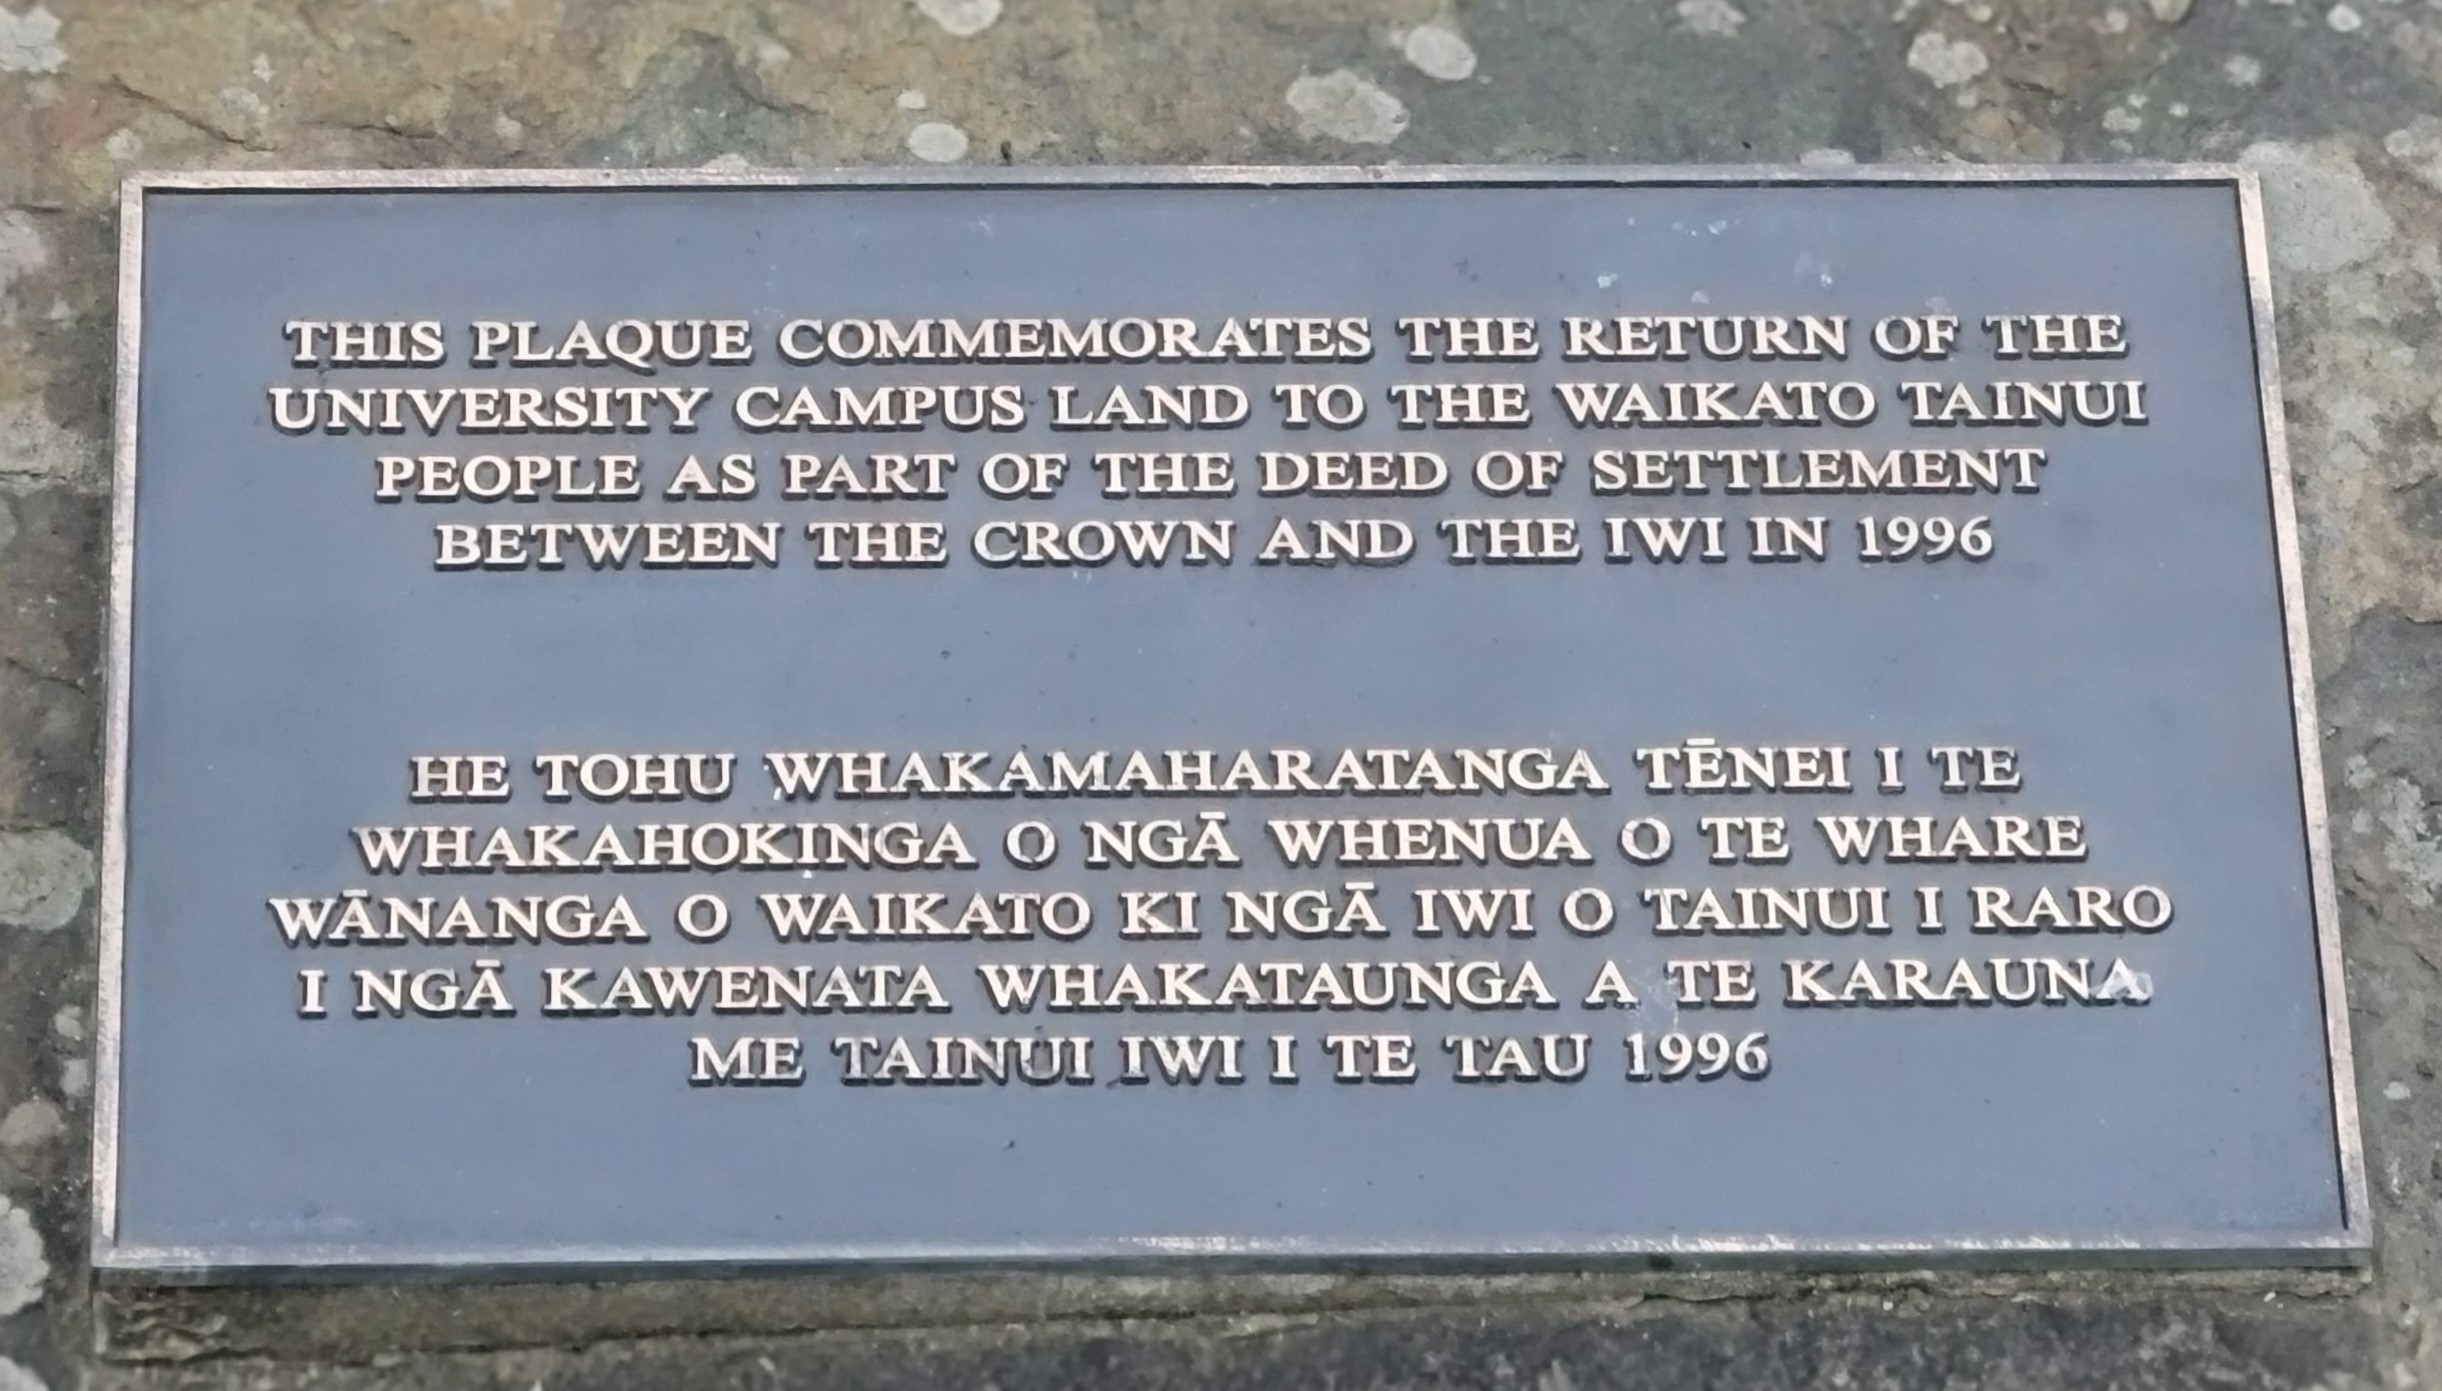 THIS PLAQUE COMMEMORATES THE RETURN OF THE
UNIVERSITY CAMPUS LAND TO THE WAIKATO TAINUI
PEOPLE AS PART OF THE DEED OF SETTLEMENT
BETWEEN THE CROWN AND THE IWI IN 1996
HE TOHU WHAKAMAHARATANGA TĒNEI I TE
WHAKAHOKINGA O NGĀ WHENUA O TE WHARE
WĀNANGA O WAIKATO KI NGĀ IWI O TAINUI I RARO
I NGĀ KAWENATA WHAKATAUNGA A TE KARAUNA
ME TAINUI IWI I TE TAU 1996